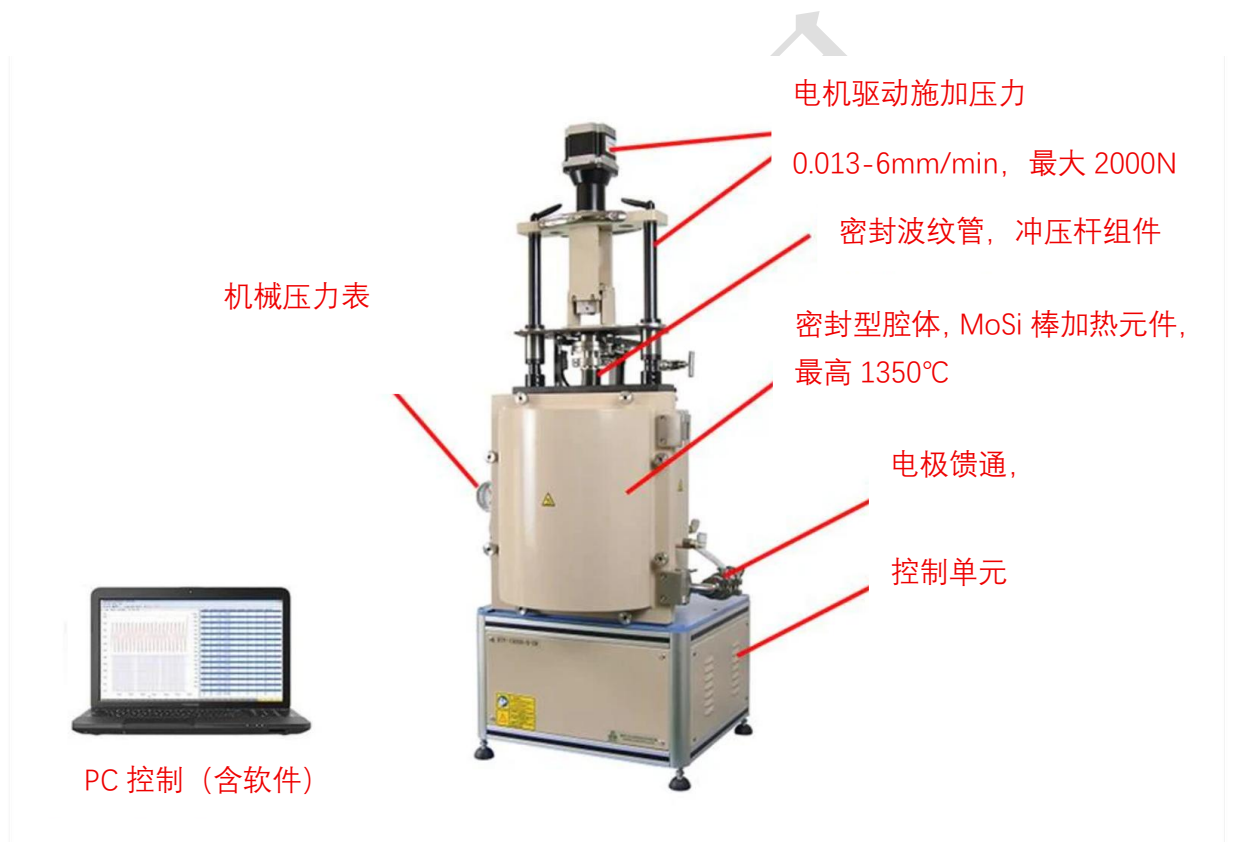 电机驱动施加压力
0.013-6mm/min，最大 2000N
密封波纹管，冲压杆组件
机械压力表
密封型腔体, MoSi 棒加热元件,
最高 1350℃
电极馈通,
控制单元
PC 控制（含软件）